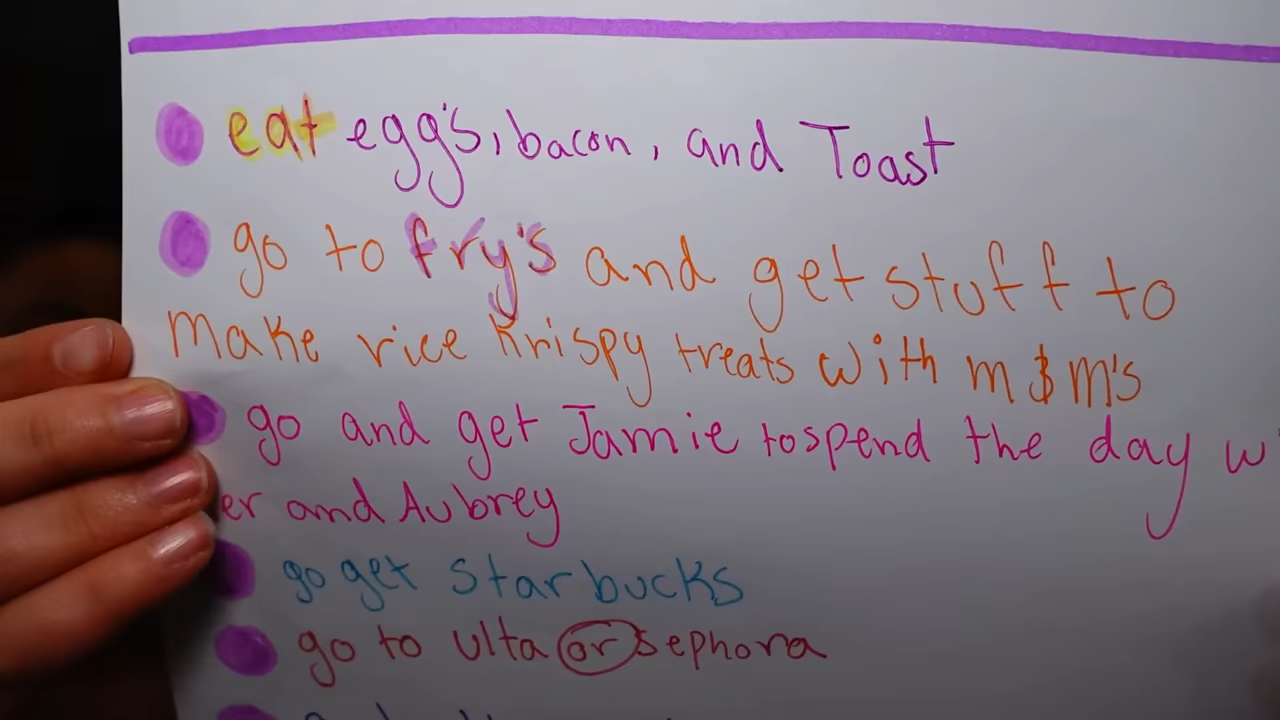 eat egg's, bacon, and Toast
go to fry's and get stuff to
Make rice Krispy treats with m & m's
go and get Jamie to spend the day
er and Aubrey
go get starbucks
go to ulta or sephora